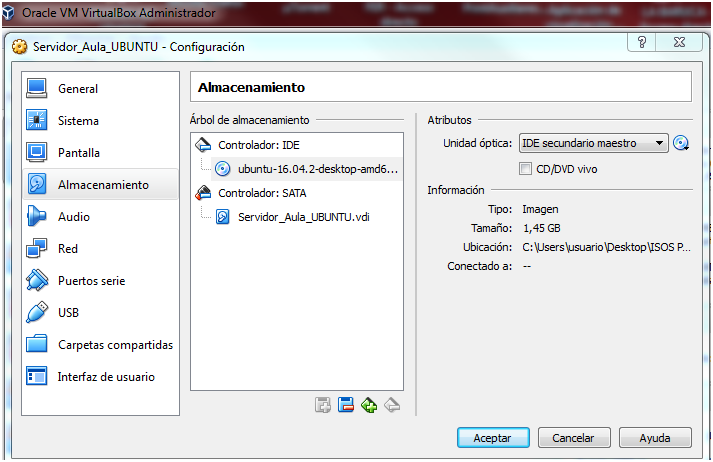 Oracle VM VirtualBox Administrador
Servidor_Aula_UBUNTU - Configuración
General
Sistema
Pantalla
Almacenamiento
Audio
Red
Puertos serie
USB
Carpetas compartidas
Interfaz de usuario
Almacenamiento
Árbol de almacenamiento
Controlador: IDE
ubuntu-16.04.2-desktop-amd6...
Controlador: SATA
Servidor_Aula_UBUNTU.vdi
Atributos
Unidad óptica: IDE secundario maestro
CD/DVD vivo
Información
Tipo: Imagen
Tamaño: 1,45 GB
Ubicación: C:\Users\usuario\Desktop\ISOS P...
Conectado a: --
Aceptar Cancelar Ayuda